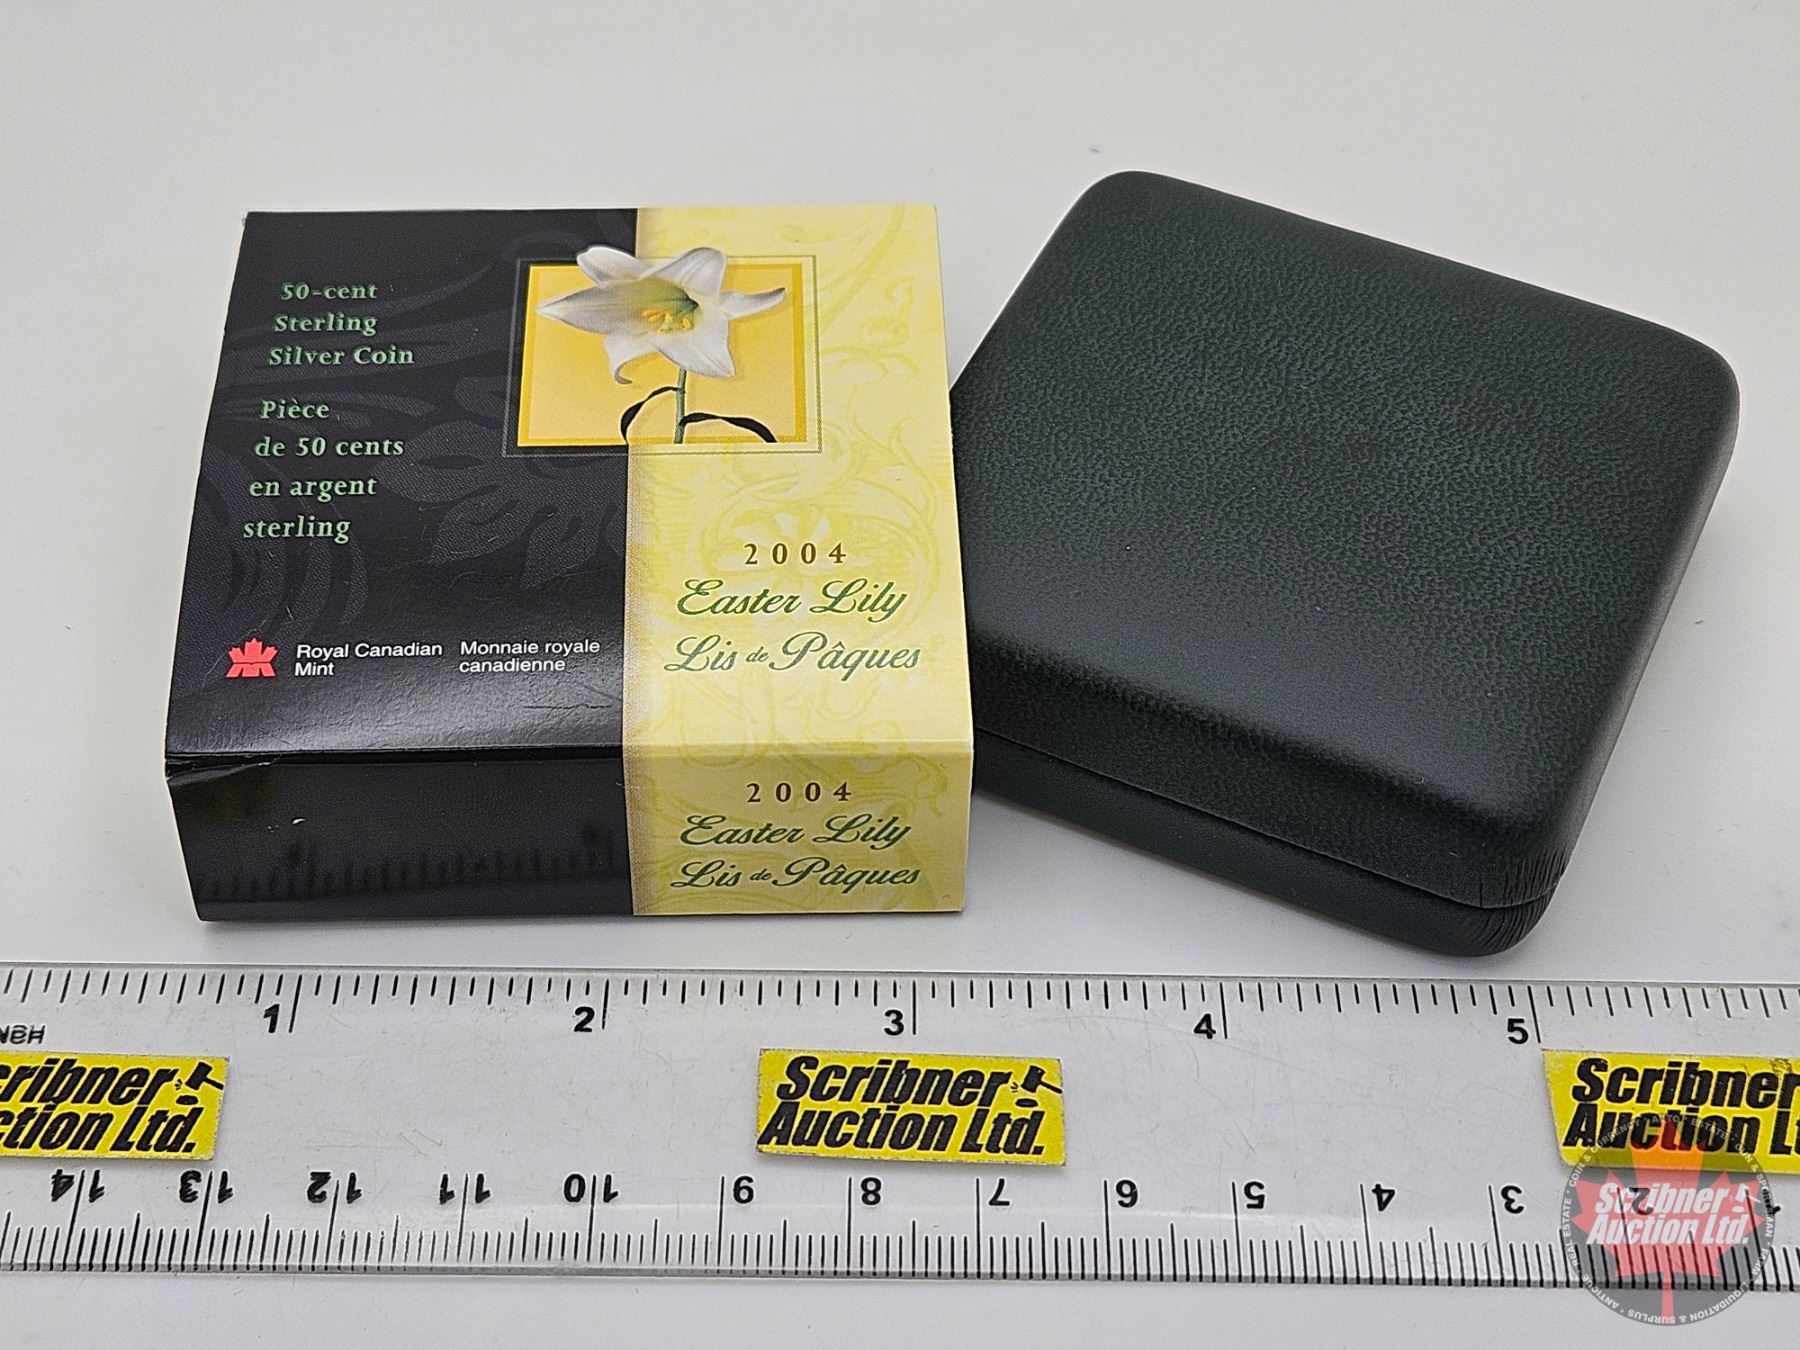 50-cent
Sterling
Silver Coin
Pièce
de 50 cents
en argent
sterling
Royal Canadian
Mint
Monnaie royale
canadienne
2004
Easter Lily
Lis de Pâques
2004
Easter Lily
Lis de Pâques
1 2 3 4 5
Scribner
Auction Ltd.
Scribner
Auction Ltd.
Scribner
Auction Lt
14 13 12 11 10 9 8 7 6 5 4 3 2 1
Scribner
Auction Ltd.